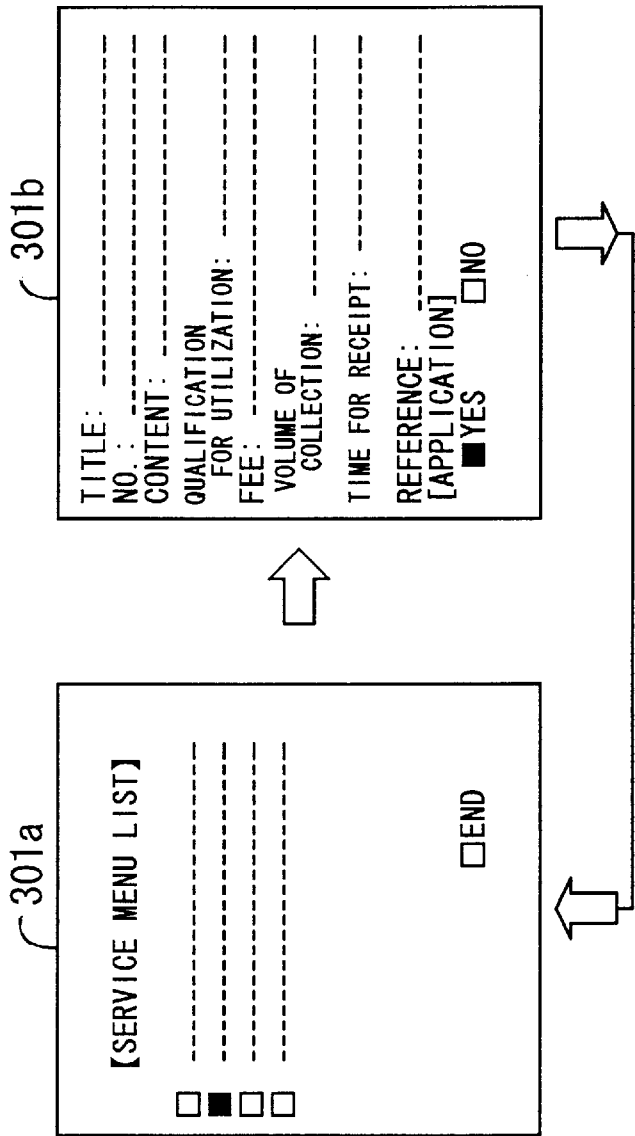 301a
【SERVICE MENU LIST】
□
■
□
□
□END
301b
TITLE:
NO.:
CONTENT:
QUALIFICATION
FOR UTILIZATION:
FEE:
VOLUME OF
COLLECTION:
TIME FOR RECEIPT:
REFERENCE:
[APPLICATION]
■YES □NO